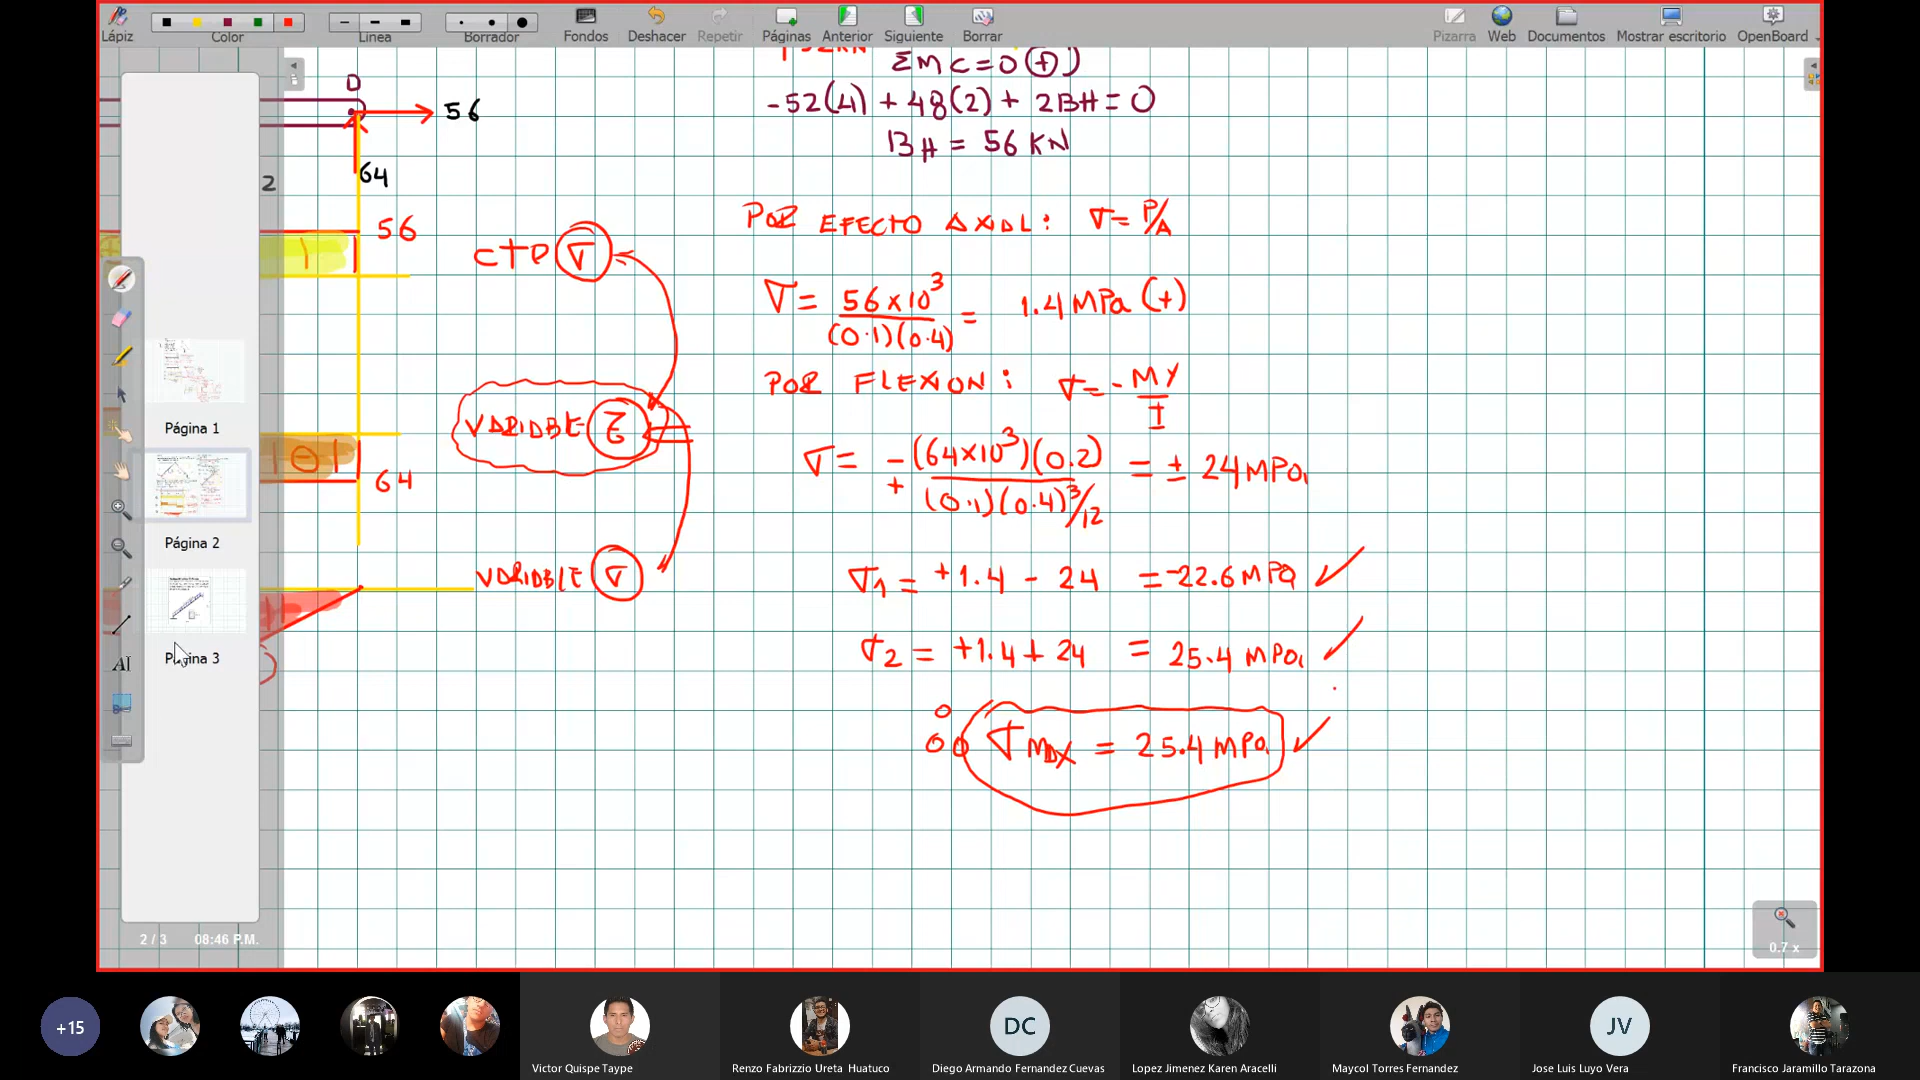 Lápiz Color Línea Borrador Fondos Deshacer Repetir Páginas Anterior Siguiente Borrar Pizarra Web Documentos Mostrar escritorio OpenBoard
ΣMC=0(+)
-52(4) + 48(2) + 2BH = 0
BH = 56 KN
D
56
64
2
56
CTE σ
POR EFECTO AXIAL: σ = P/A
σ = 56x10³/(0.1)(0.4) = 1.4 MPa (+)
POR FLEXION: σ = - MY/I
VARIABLE τ
64
σ = -+ (64x10³)(0.2)/(0.1)(0.4)³/12 = ± 24 MPa
VARIABLE σ
σ1 = +1.4 - 24 = -22.6 MPa
σ2 = +1.4 + 24 = 25.4 MPa
σMAX = 25.4 MPa
Página 1
Página 2
Página 3
AI
2 / 3 08:46 P.M.
0.7 x
+15
DC
JV
Victor Quispe Taype
Renzo Fabrizzio Ureta Huatuco
Diego Armando Fernandez Cuevas
Lopez Jimenez Karen Aracelli
Maycol Torres Fernandez
Jose Luis Luyo Vera
Francisco Jaramillo Tarazona